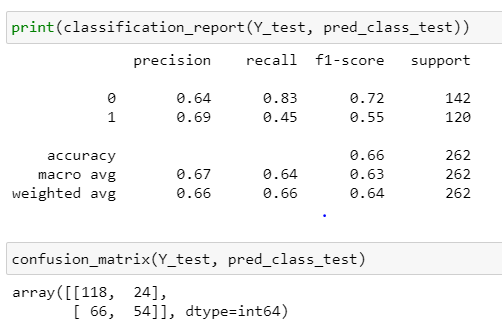 print(classification_report(Y_test, pred_class_test))
precision recall f1-score support
0 0.64 0.83 0.72 142
1 0.69 0.45 0.55 120
accuracy 0.66 262
macro avg 0.67 0.64 0.63 262
weighted avg 0.66 0.66 0.64 262
confusion_matrix(Y_test, pred_class_test)
array([[118, 24],
[ 66, 54]], dtype=int64)